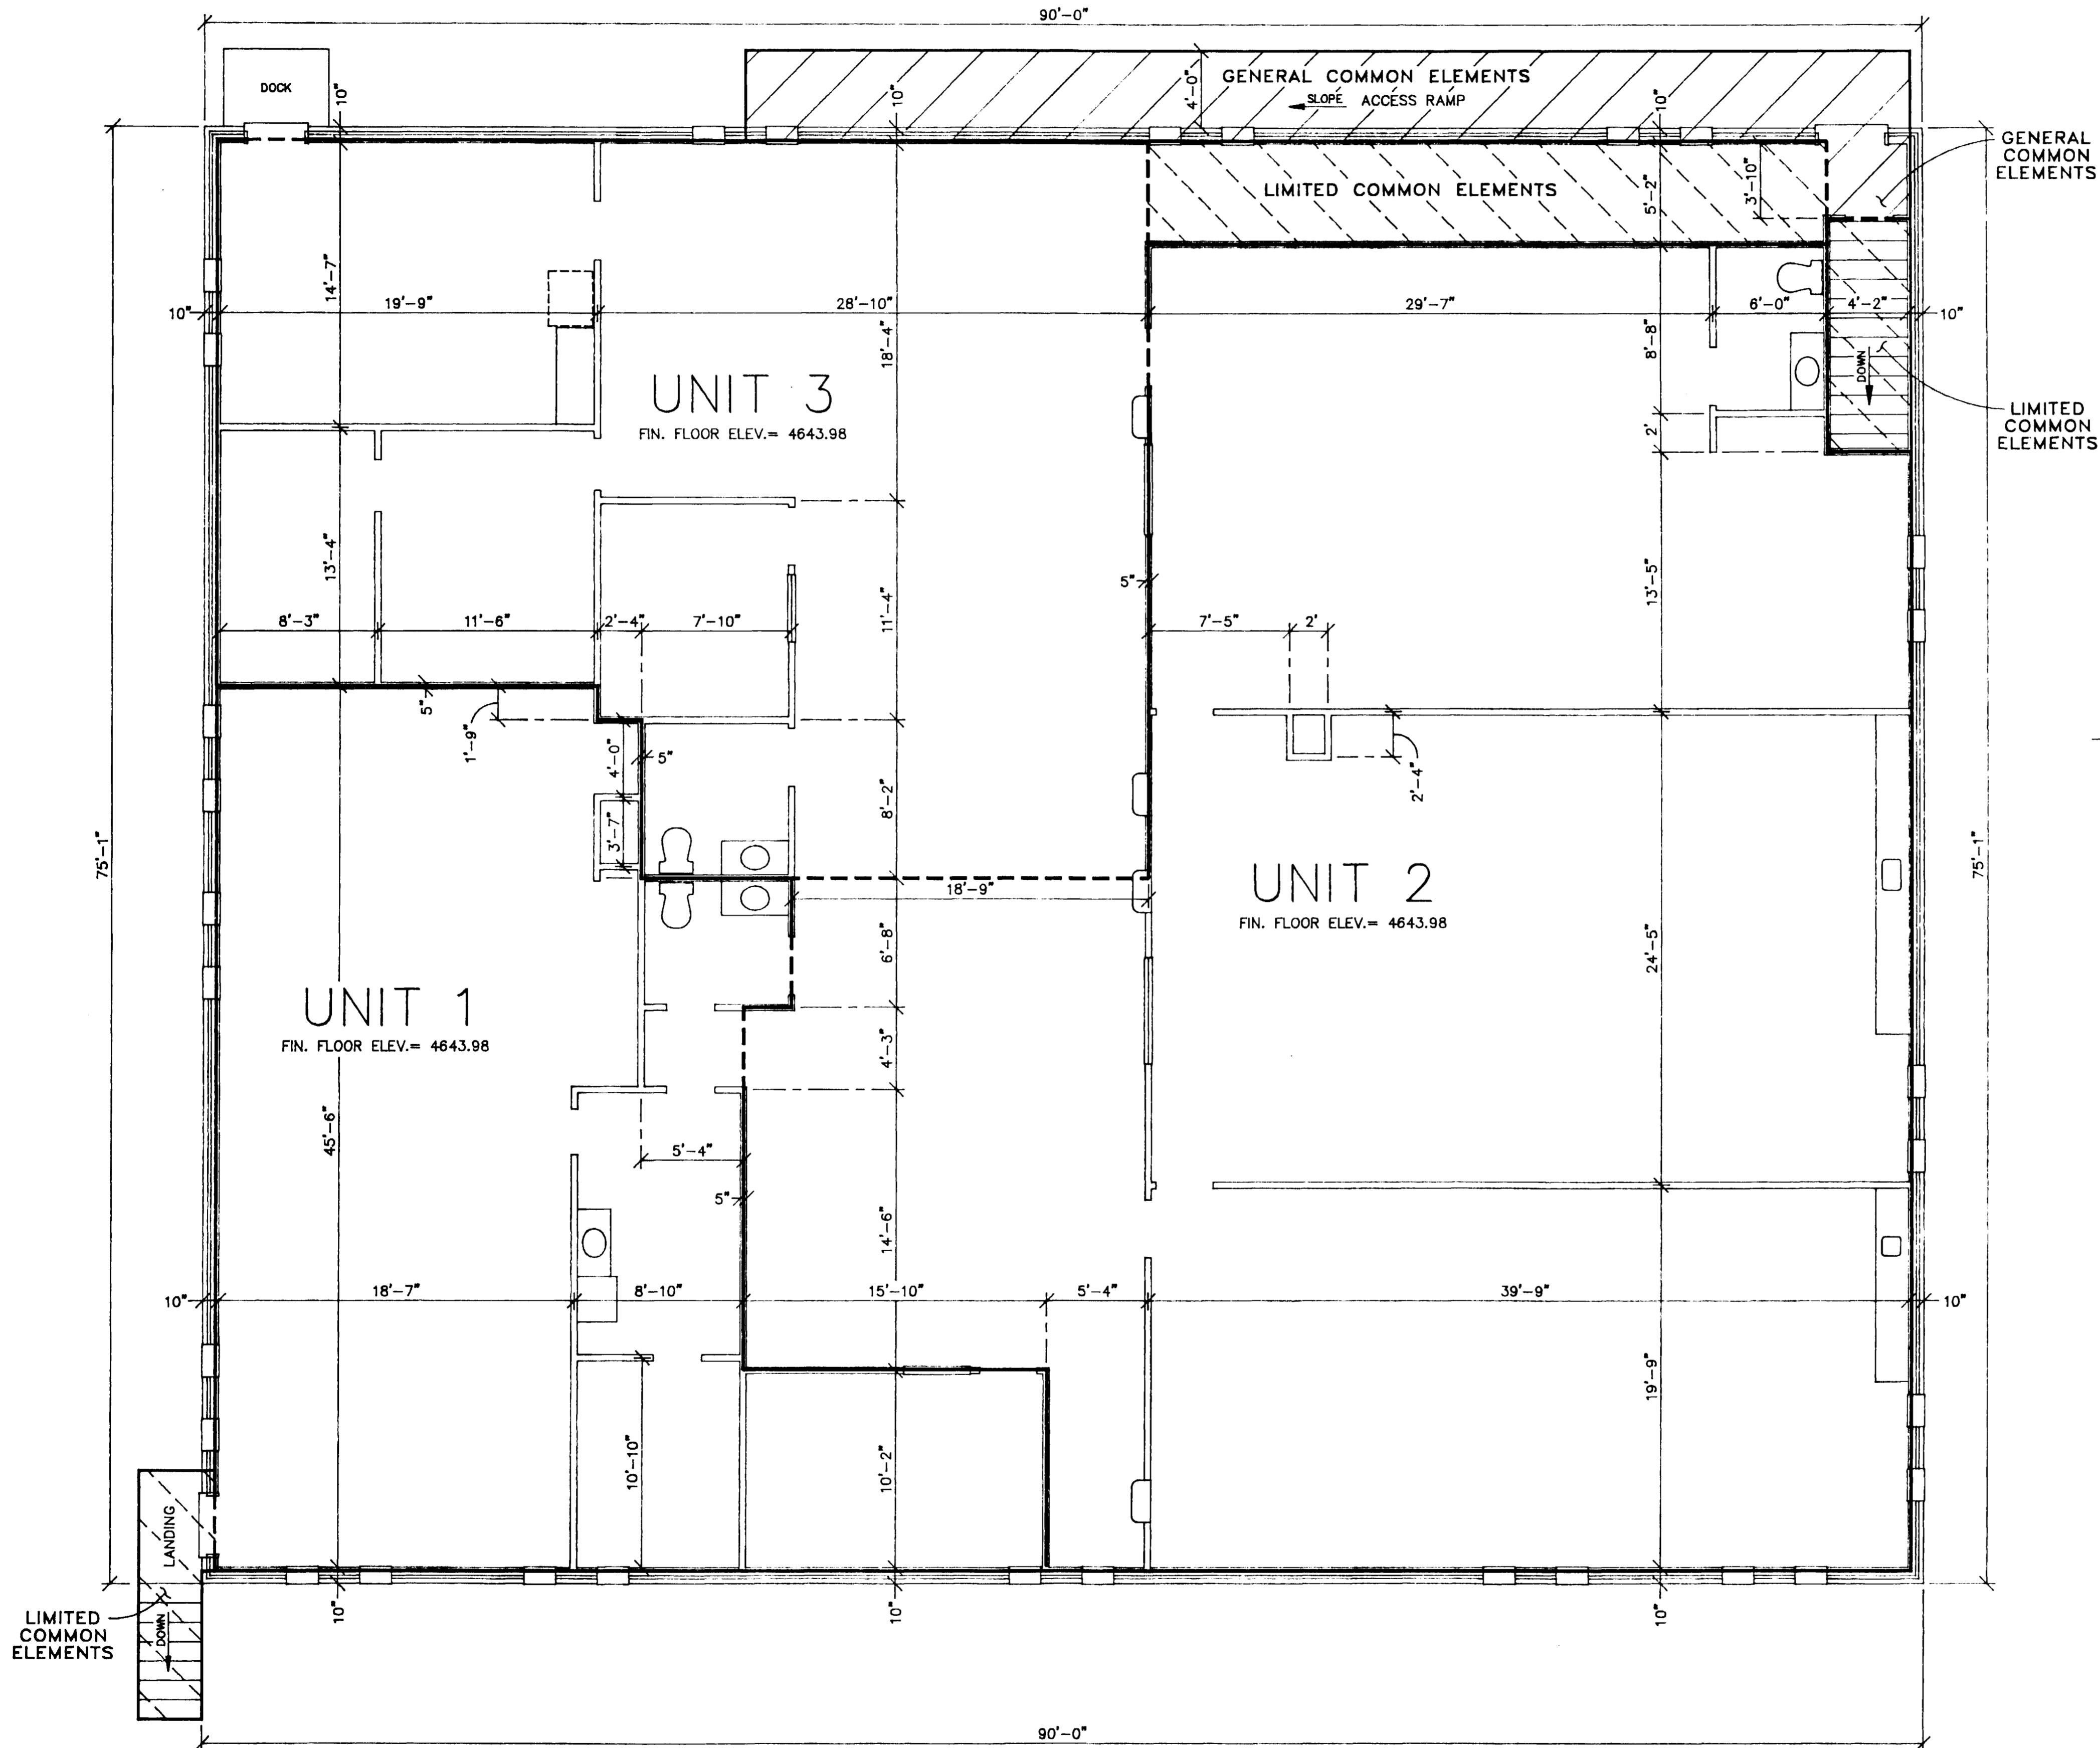 90'-0"
DOCK
10"
10"
4'-0"
GENERAL COMMON ELEMENTS
SLOPE ACCESS RAMP
10"
GENERAL
COMMON
ELEMENTS
LIMITED COMMON ELEMENTS
5'-2"
3'-10"
14'-7"
10"
19'-9"
28'-10"
29'-7"
6'-0"
4'-2"
10"
18'-4"
8'-8"
DOWN
UNIT 3
FIN. FLOOR ELEV.= 4643.98
2'
LIMITED
COMMON
ELEMENTS
13'-4"
5"
13'-5"
11'-4"
8'-3"
11'-6"
2'-4"
7'-10"
7'-5"
2'
5"
1'-9"
4'-0"
5"
2'-4"
8'-2"
3'-7"
75'-1"
75'-1"
18'-9"
UNIT 2
FIN. FLOOR ELEV.= 4643.98
6'-8"
24'-5"
UNIT 1
FIN. FLOOR ELEV.= 4643.98
4'-3"
45'-6"
5'-4"
5"
14'-6"
10"
18'-7"
8'-10"
15'-10"
5'-4"
39'-9"
10"
19'-9"
10'-10"
10'-2"
LANDING
LIMITED
COMMON
ELEMENTS
DOWN
10"
10"
10"
90'-0"